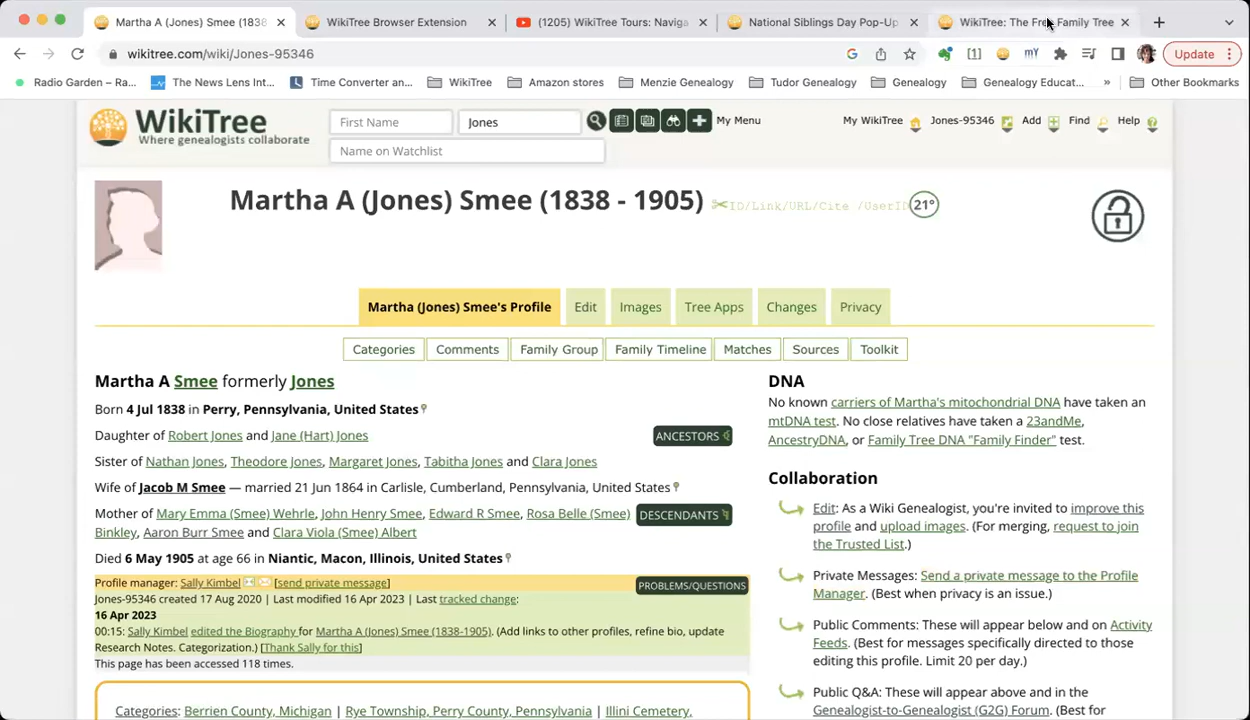 Martha A (Jones) Smee (1838 WikiTree Browser Extension (1205) WikiTree Tours: Naviga National Siblings Day Pop-Up WikiTree: The Free Family Tree
wikitree.com/wiki/Jones-95346 G [1] mY Update
Radio Garden – Ra... The News Lens Int... Time Converter an... WikiTree Amazon stores Menzie Genealogy Tudor Genealogy Genealogy Genealogy Educat... » Other Bookmarks
WikiTree First Name Jones My Menu My WikiTree Jones-95346 Add Find Help
Where genealogists collaborate
Name on Watchlist
Martha A (Jones) Smee (1838 - 1905) ID/Link/URL/Cite /UserID 21°
Martha (Jones) Smee's Profile Edit Images Tree Apps Changes Privacy
Categories Comments Family Group Family Timeline Matches Sources Toolkit
Martha A Smee formerly Jones
Born 4 Jul 1838 in Perry, Pennsylvania, United States
Daughter of Robert Jones and Jane (Hart) Jones ANCESTORS
Sister of Nathan Jones, Theodore Jones, Margaret Jones, Tabitha Jones and Clara Jones
Wife of Jacob M Smee — married 21 Jun 1864 in Carlisle, Cumberland, Pennsylvania, United States
Mother of Mary Emma (Smee) Wehrle, John Henry Smee, Edward R Smee, Rosa Belle (Smee) DESCENDANTS
Binkley, Aaron Burr Smee and Clara Viola (Smee) Albert
Died 6 May 1905 at age 66 in Niantic, Macon, Illinois, United States
Profile manager: Sally Kimbel [send private message] PROBLEMS/QUESTIONS
Jones-95346 created 17 Aug 2020 | Last modified 16 Apr 2023 | Last tracked change:
16 Apr 2023
00:15: Sally Kimbel edited the Biography for Martha A (Jones) Smee (1838-1905). (Add links to other profiles, refine bio, update
Research Notes. Categorization.) [Thank Sally for this]
This page has been accessed 118 times.
Categories: Berrien County, Michigan | Rye Township, Perry County, Pennsylvania | Illini Cemetery,
DNA
No known carriers of Martha's mitochondrial DNA have taken an
mtDNA test. No close relatives have taken a 23andMe,
AncestryDNA, or Family Tree DNA "Family Finder" test.
Collaboration
Edit: As a Wiki Genealogist, you're invited to improve this
profile and upload images. (For merging, request to join
the Trusted List.)
Private Messages: Send a private message to the Profile
Manager. (Best when privacy is an issue.)
Public Comments: These will appear below and on Activity
Feeds. (Best for messages specifically directed to those
editing this profile. Limit 20 per day.)
Public Q&A: These will appear above and in the
Genealogist-to-Genealogist (G2G) Forum. (Best for